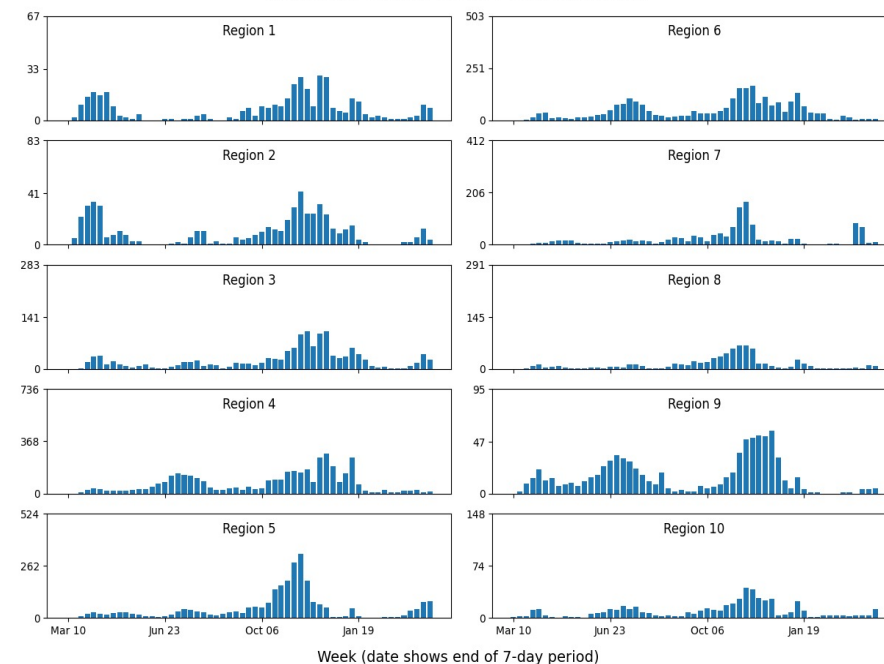 67
33
0
Region 1
83
41
0
Region 2
283
141
0
Region 3
736
368
0
Region 4
524
262
0
Region 5
Mar 10 Jun 23 Oct 06 Jan 19
503
251
0
Region 6
412
206
0
Region 7
291
145
0
Region 8
95
47
0
Region 9
148
74
0
Region 10
Mar 10 Jun 23 Oct 06 Jan 19
Week (date shows end of 7-day period)